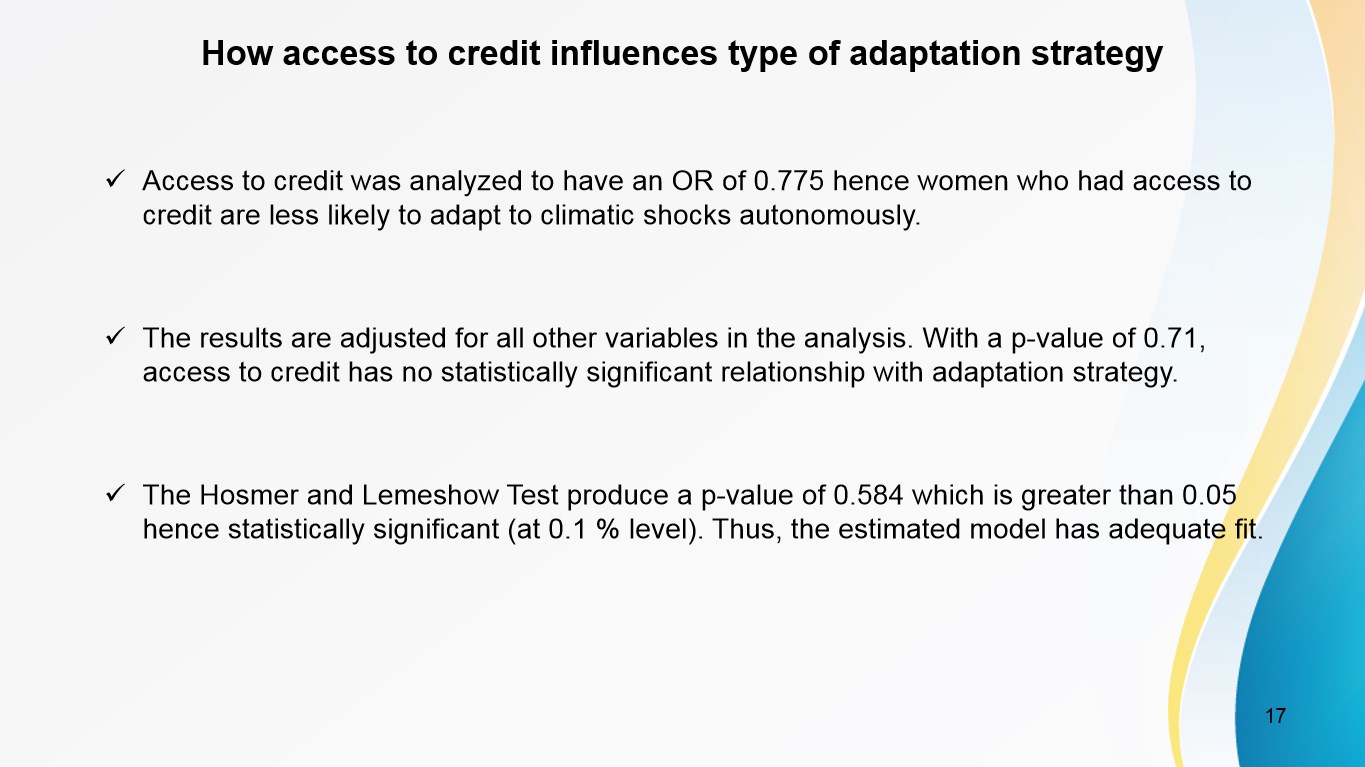 How access to credit influences type of adaptation strategy
✓ Access to credit was analyzed to have an OR of 0.775 hence women who had access to
credit are less likely to adapt to climatic shocks autonomously.
✓ The results are adjusted for all other variables in the analysis. With a p-value of 0.71,
access to credit has no statistically significant relationship with adaptation strategy.
✓ The Hosmer and Lemeshow Test produce a p-value of 0.584 which is greater than 0.05
hence statistically significant (at 0.1 % level). Thus, the estimated model has adequate fit.
17